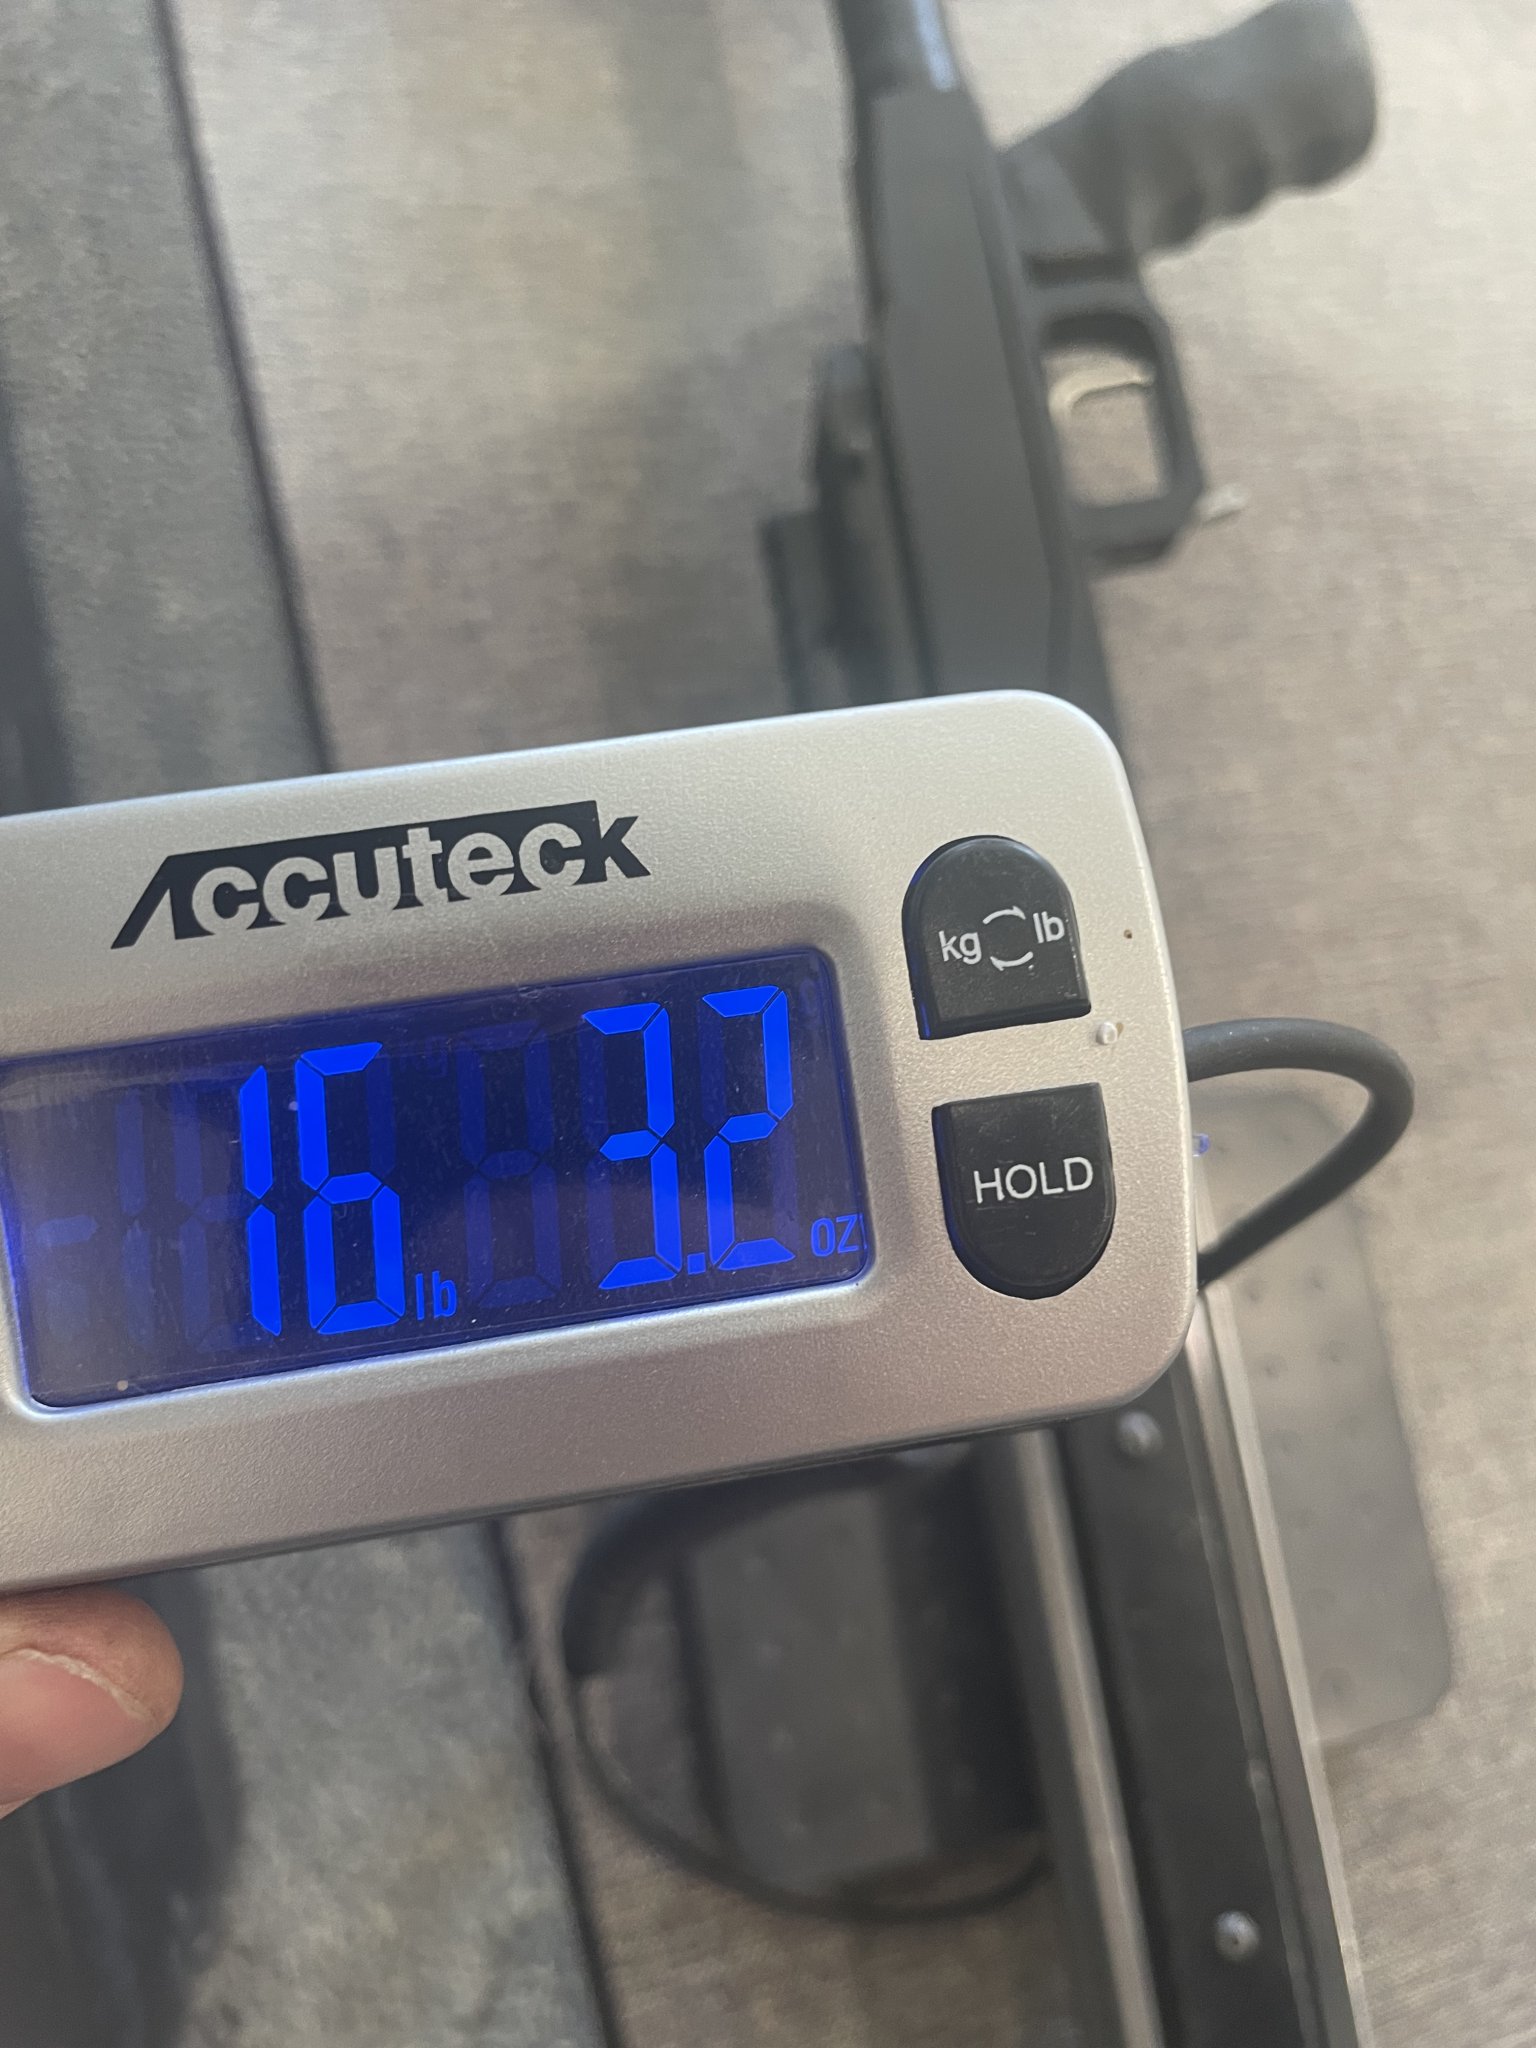 Accuteck
kg lb
16 lb 3.2 oz
HOLD